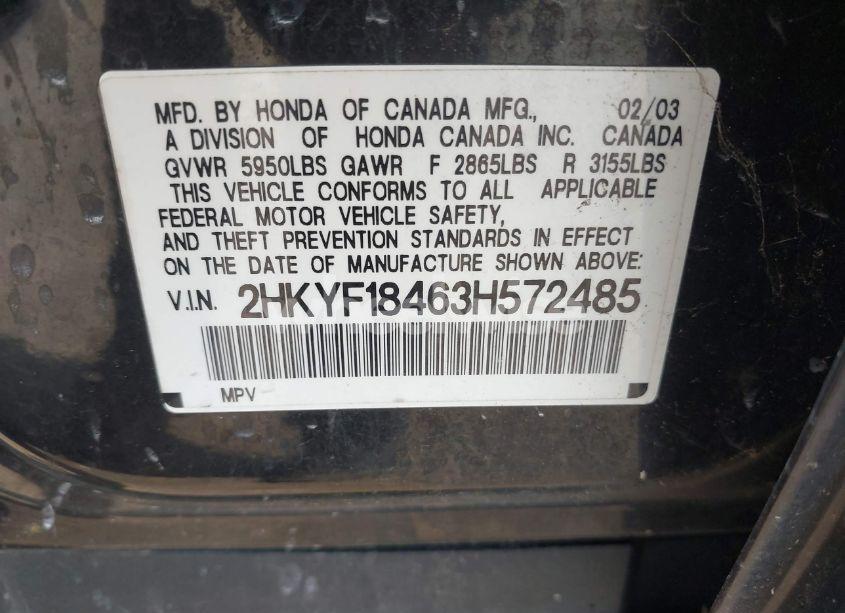 MFD. BY HONDA OF CANADA MFG., 02/03
A DIVISION OF HONDA CANADA INC. CANADA
GVWR 5950LBS GAWR F 2865LBS R 3155LBS
THIS VEHICLE CONFORMS TO ALL APPLICABLE
FEDERAL MOTOR VEHICLE SAFETY,
AND THEFT PREVENTION STANDARDS IN EFFECT
ON THE DATE OF MANUFACTURE SHOWN ABOVE:
V.I.N. 2HKYF18463H572485
MPV